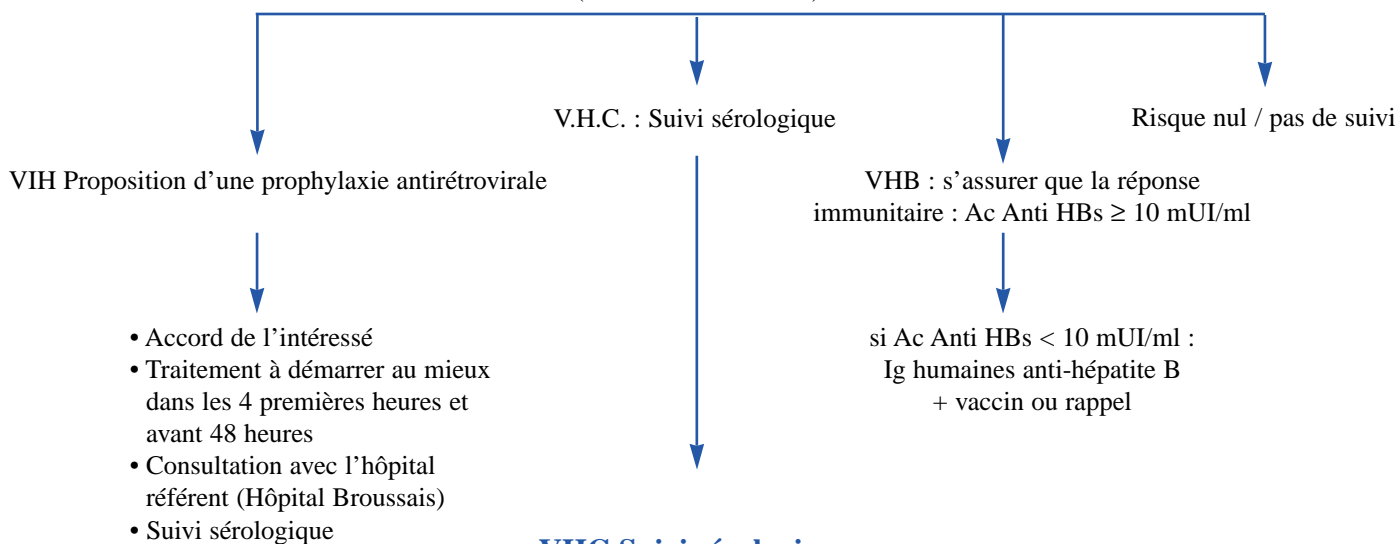 V.H.C. : Suivi sérologique
Risque nul / pas de suivi
VIH Proposition d’une prophylaxie antirétrovirale
VHB : s’assurer que la réponse
immunitaire : Ac Anti HBs ≥ 10 mUI/ml
• Accord de l’intéressé
• Traitement à démarrer au mieux
dans les 4 premières heures et
avant 48 heures
• Consultation avec l’hôpital
référent (Hôpital Broussais)
• Suivi sérologique
si Ac Anti HBs < 10 mUI/ml :
Ig humaines anti-hépatite B
+ vaccin ou rappel
VHC Suivi